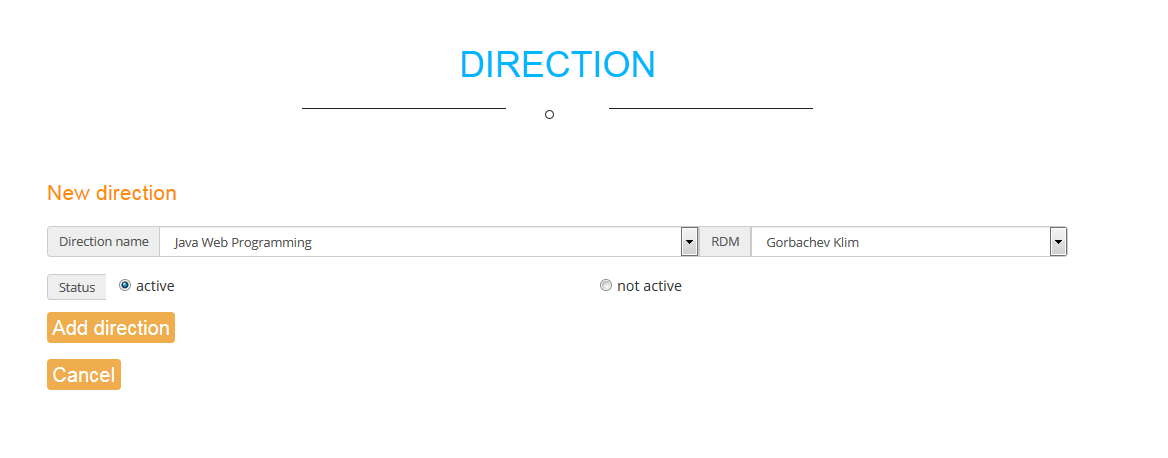 DIRECTION
New direction
Direction name Java Web Programming RDM Gorbachev Klim
Status active not active
Add direction
Cancel